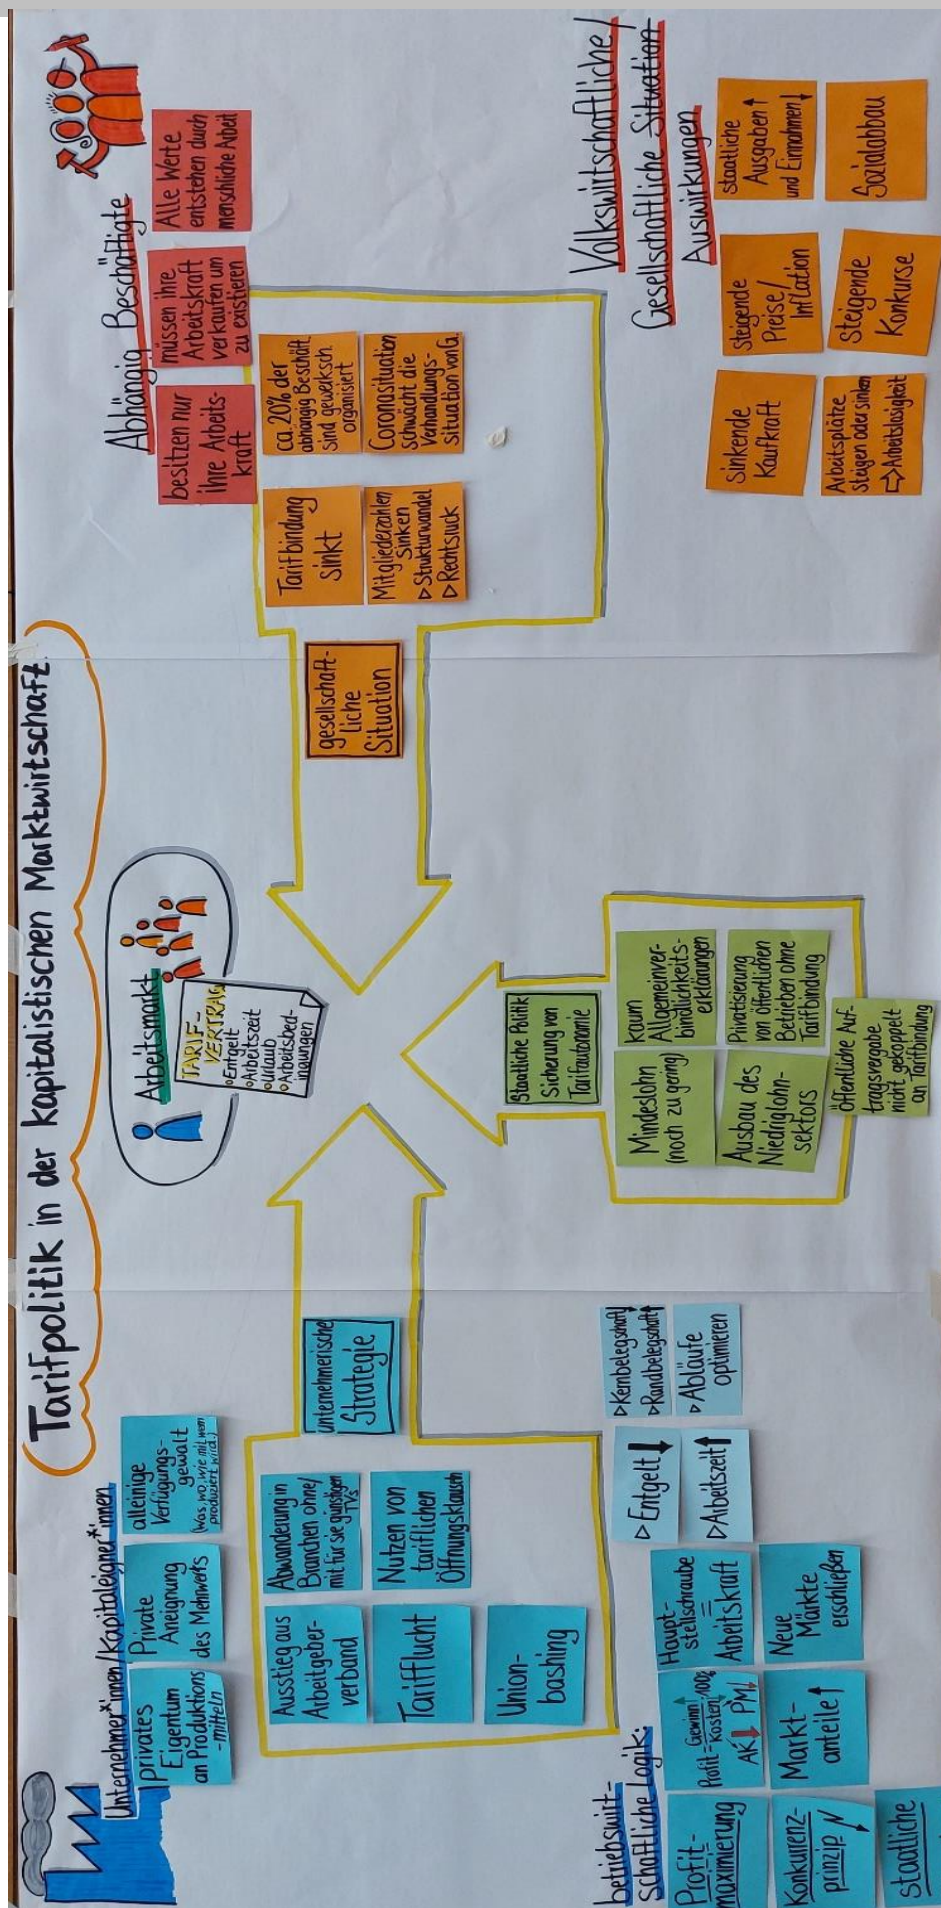 Tarifpolitik in der kapitalistischen Marktwirtschaft
Unternehmer*innen/Kapitaleigner*innen
privates
Eigentum
an Produktions
-mitteln
Private
Aneignung
des Mehrwerts
alleinige
Verfügungs-
gewalt
(Was, wo, wie mit wem
produziert wird.)
Arbeitsmarkt
TARIF-
VERTRAG
Entgelt
Arbeitszeit
Urlaub
Arbeitsbed-
ingungen
Abhängig Beschäftigte
besitzen nur
ihre Arbeits-
kraft
müssen ihre
Arbeitskraft
verkaufen um
zu existieren
Alle Werte
entstehen durch
menschliche Arbeit
Ausstieg aus
Arbeitgeber-
verband
Abwanderung in
Branchen ohne/
mit für sie günstigen
TVs
Tarifflucht
Nutzen von
tariflichen
Öffnungsklauseln
Union-
bashing
unternehmerische
Strategie
gesellschaft-
liche
Situation
Tarifbindung
sinkt
ca 20% der
abhängig Beschäft.
sind gewerksch.
organisiert
Mitgliederzahlen
sinken
▷ Strukturwandel
▷ Rechtsruck
Coronasituation
schwächt die
Verhandlungs-
situation von G.
Staatliche Politik
Sicherung von
Tarifautonomie
Mindestlohn
(noch zu gering)
kaum
Allgemeinver-
bindlichkeits-
erklärungen
Ausbau des
Niedriglohn-
sektors
Privatisierung
von öffentlichen
Betrieben ohne
Tarifbindung
Öffentliche Auf-
tragsvergabe
nicht gekoppelt
an Tarifbindung
betriebswirt-
schaftliche Logik:
Profit-
maximierung
Profit=Gewinn↑
Kosten↓
AK↓ PM↓
Haupt-
stellschraube
=
Arbeitskraft
▷ Entgelt ↓
▷ Arbeitszeit ↑
▷ Kernbelegschaft↓
▷ Randbelegschaft↑
▷ Abläufe
optimieren
Konkurenz-
prinzip
Markt-
anteile ↑
Neue
Märkte
erschließen
staatliche
Volkswirtschaftliche/
Gesellschaftliche Situation
Auswirkungen
Sinkende
Kaufkraft
Steigende
Preise/
Inflation
Staatliche
Ausgaben ↑
und Einnahmen ↓
Arbeitsplätze
steigen oder sinken
⇨ Arbeitslosigkeit
Steigende
Konkurse
Sozialabbau